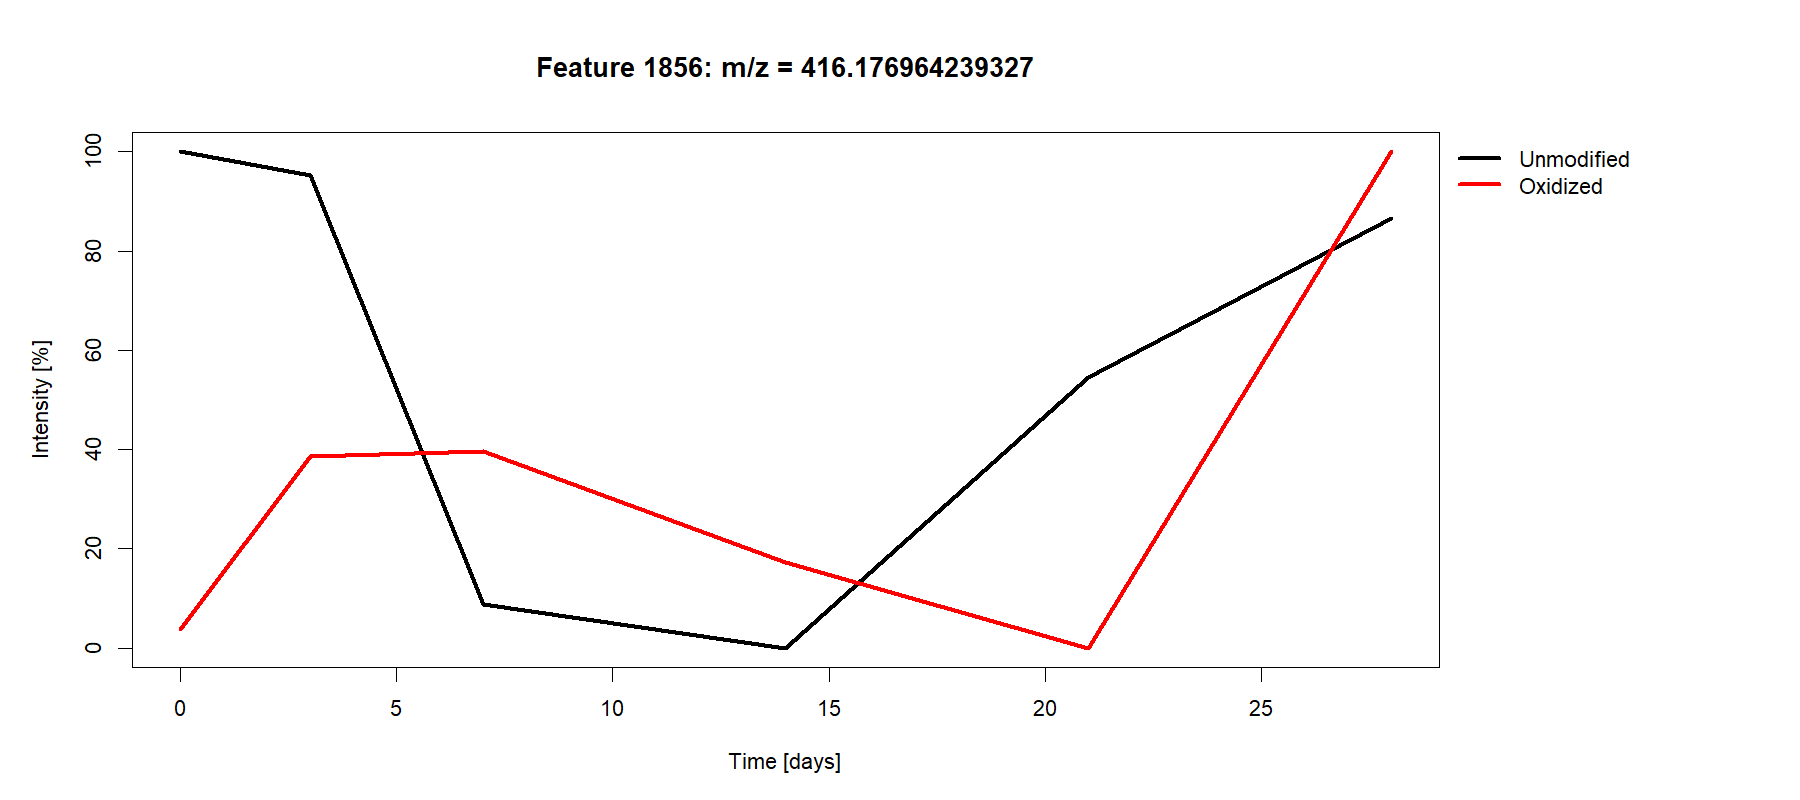 Feature 1856: m/z = 416.176964239327
Unmodified
Oxidized
Intensity [%]
100
80
60
40
20
0
0 5 10 15 20 25
Time [days]